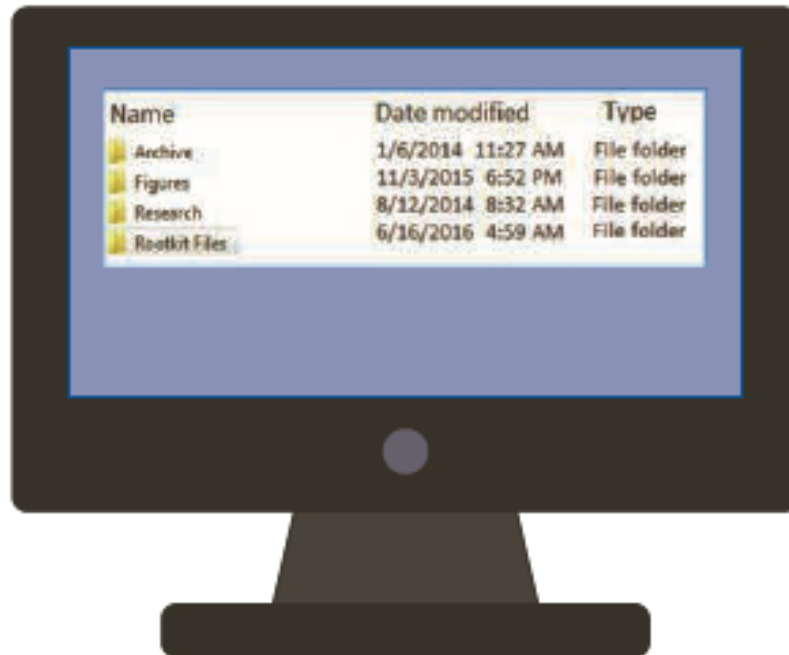 Name Date modified Type
Archive 1/6/2014 11:27 AM File folder
Figures 11/3/2015 6:52 PM File folder
Research 8/12/2014 8:32 AM File folder
Rootkit Files 6/16/2016 4:59 AM File folder